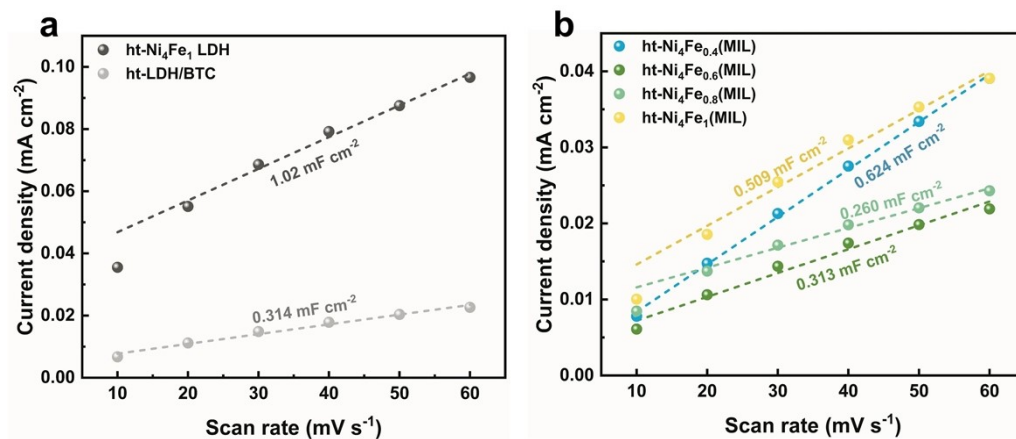 a
ht-Ni₄Fe₁ LDH
ht-LDH/BTC
0.10
0.08
0.06
0.04
0.02
0.00
1.02 mF cm⁻²
0.314 mF cm⁻²
10 20 30 40 50 60
Scan rate (mV s⁻¹)
Current density (mA cm⁻²)
b
ht-Ni₄Fe₀.₄(MIL)
ht-Ni₄Fe₀.₆(MIL)
ht-Ni₄Fe₀.₈(MIL)
ht-Ni₄Fe₁(MIL)
0.04
0.03
0.02
0.01
0.00
0.509 mF cm⁻²
0.624 mF cm⁻²
0.260 mF cm⁻²
0.313 mF cm⁻²
10 20 30 40 50 60
Scan rate (mV s⁻¹)
Current density (mA cm⁻²)